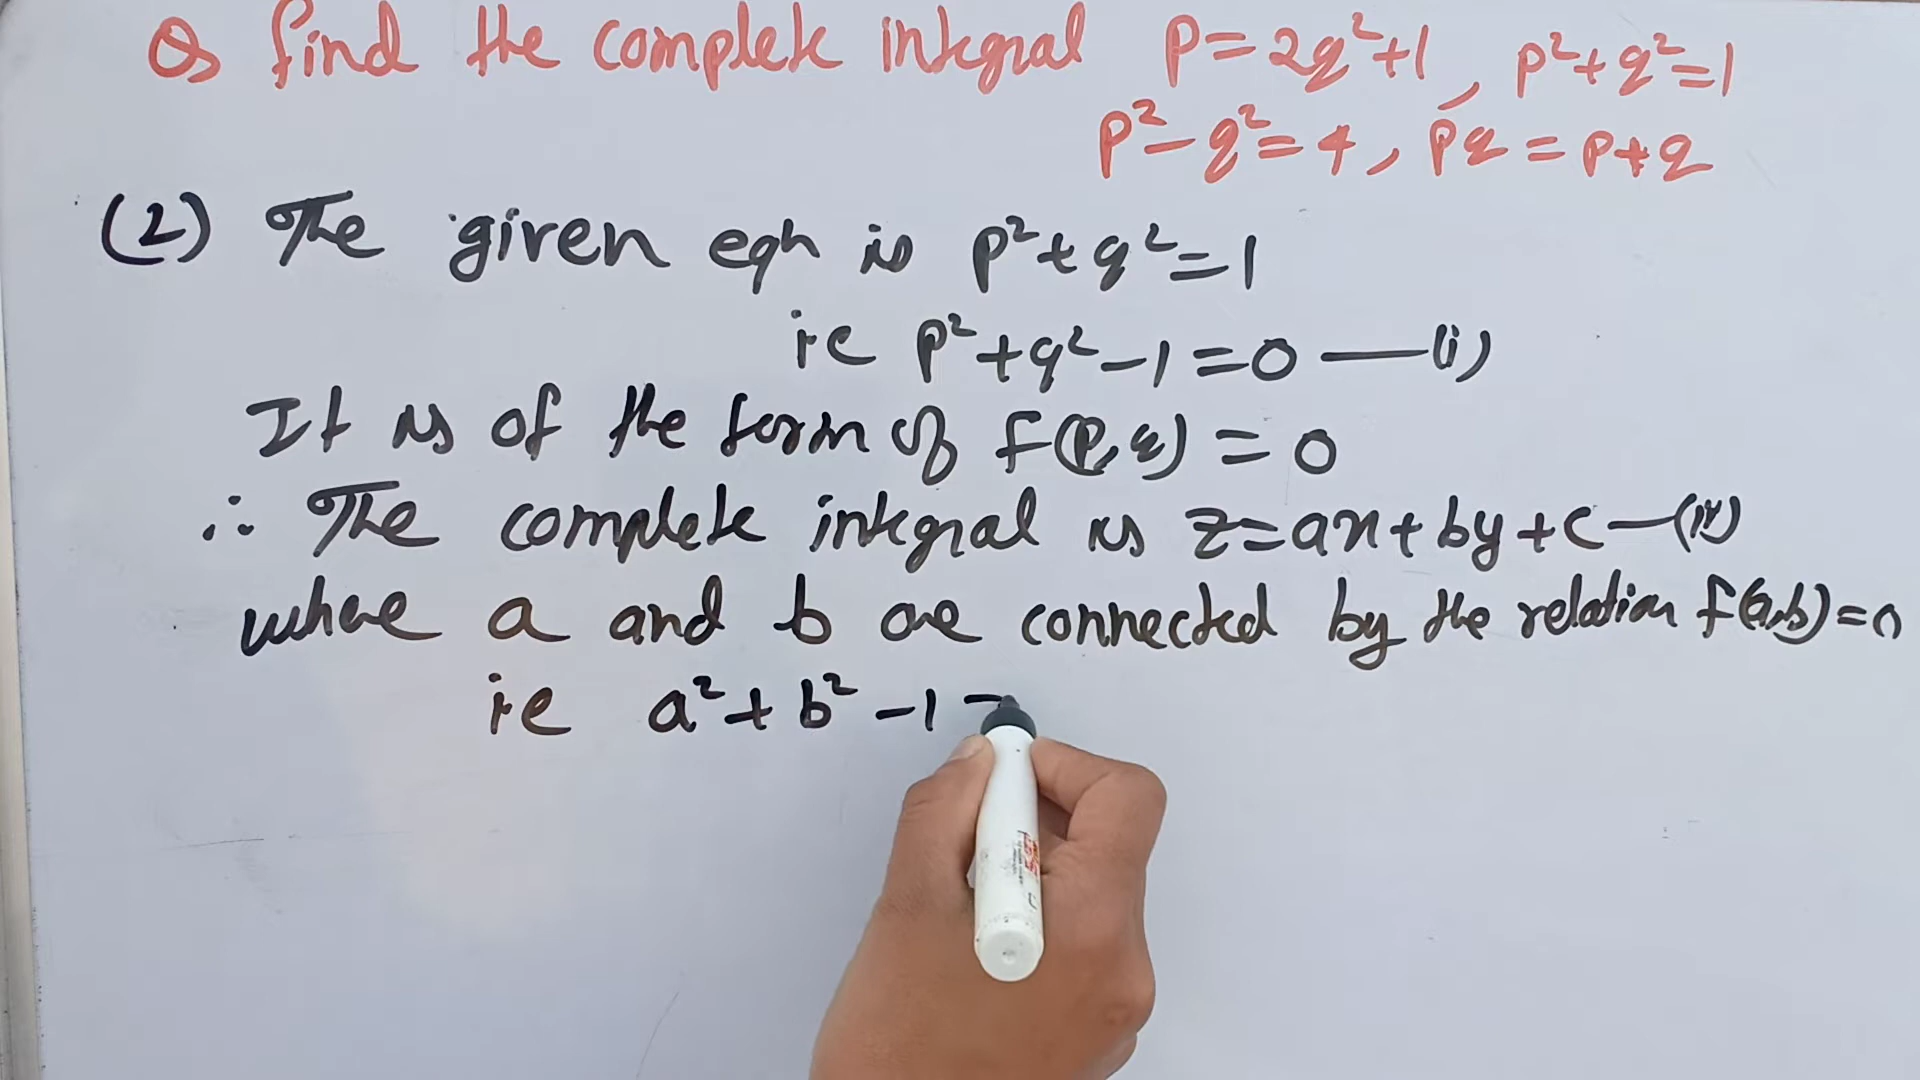 Qs find the complete integral p=2q²+1, p²+q²=1
p²-q²=4, pq=p+q
(2) The given eqn is p²+q²=1
ie p²+q²-1=0 —(i)
It is of the form of f(p,q)=0
∴ The complete integral is z=ax+by+c —(ii)
where a and b are connected by the relation f(a,b)=0
ie a²+b²-1